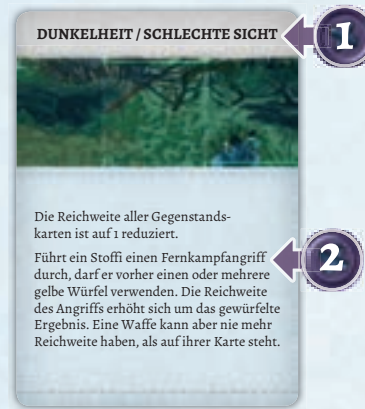 DUNKELHEIT / SCHLECHTE SICHT
1
Die Reichweite aller Gegenstands-
karten ist auf 1 reduziert.
Führt ein Stoffi einen Fernkampfangriff
durch, darf er vorher einen oder mehrere
gelbe Würfel verwenden. Die Reichweite
des Angriffs erhöht sich um das gewürfelte
Ergebnis. Eine Waffe kann aber nie mehr
Reichweite haben, als auf ihrer Karte steht.
2